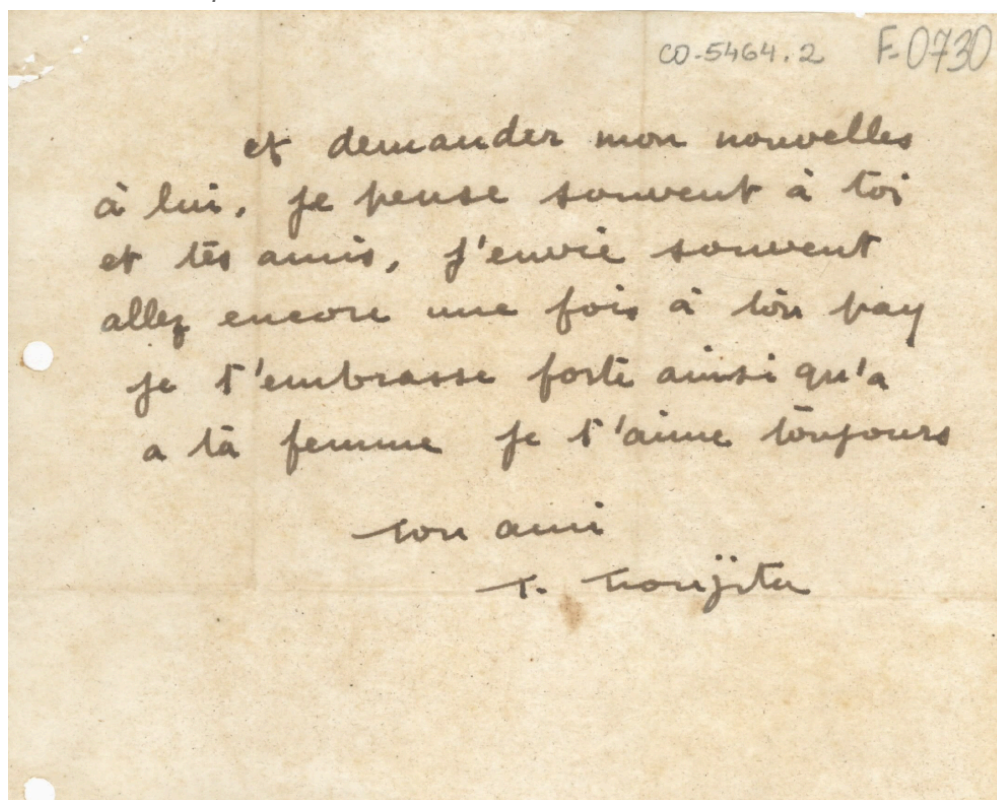 CO-5464.2 F-0730
et demander mon nouvelles
à lui. je pense souvent à toi
et tes amis, j'envie souvent
allez encore une fois à ton pay
je t'embrasse forte ainsi qu'a
a ta femme je t'aime toujours
ton ami
T. Foujita